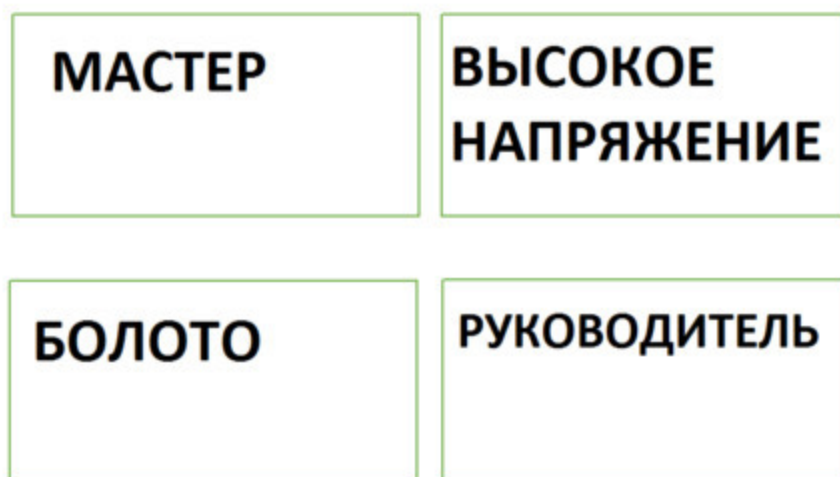 МАСТЕР
ВЫСОКОЕ
НАПРЯЖЕНИЕ
БОЛОТО
РУКОВОДИТЕЛЬ